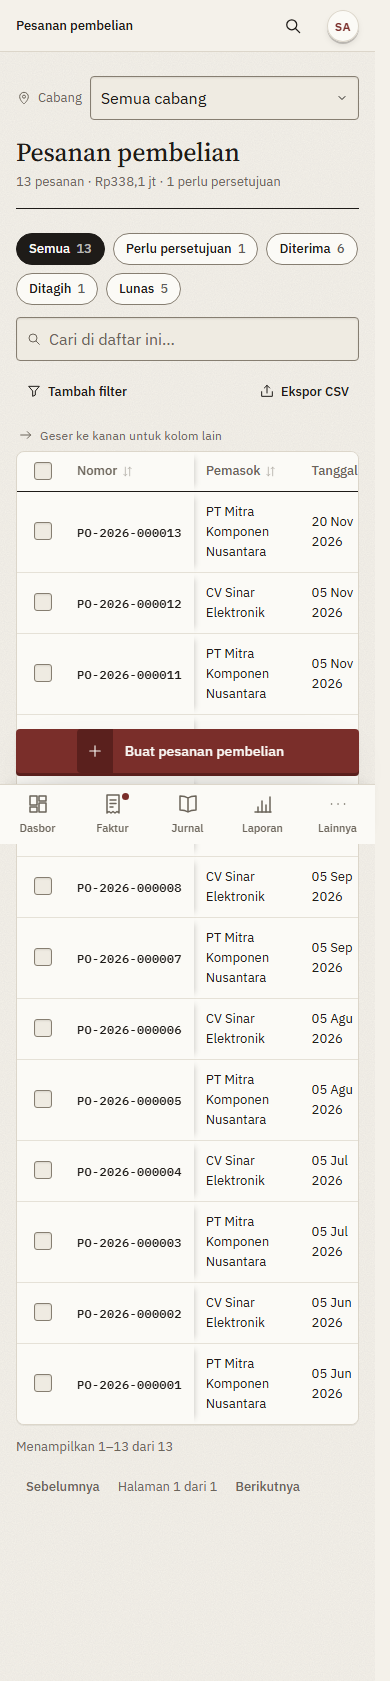 Pesanan pembelian
SA
Cabang
Semua cabang
Pesanan pembelian
13 pesanan · Rp338,1 jt · 1 perlu persetujuan
Semua 13
Perlu persetujuan 1
Diterima 6
Ditagih 1
Lunas 5
Cari di daftar ini...
Tambah filter
Ekspor CSV
Geser ke kanan untuk kolom lain
Nomor
Pemasok
Tanggal
PO-2026-000013
PT Mitra
Komponen
Nusantara
20 Nov
2026
PO-2026-000012
CV Sinar
Elektronik
05 Nov
2026
PO-2026-000011
PT Mitra
Komponen
Nusantara
05 Nov
2026
Buat pesanan pembelian
Dasbor
Faktur
Jurnal
Laporan
Lainnya
PO-2026-000008
CV Sinar
Elektronik
05 Sep
2026
PO-2026-000007
PT Mitra
Komponen
Nusantara
05 Sep
2026
PO-2026-000006
CV Sinar
Elektronik
05 Agu
2026
PO-2026-000005
PT Mitra
Komponen
Nusantara
05 Agu
2026
PO-2026-000004
CV Sinar
Elektronik
05 Jul
2026
PO-2026-000003
PT Mitra
Komponen
Nusantara
05 Jul
2026
PO-2026-000002
CV Sinar
Elektronik
05 Jun
2026
PO-2026-000001
PT Mitra
Komponen
Nusantara
05 Jun
2026
Menampilkan 1–13 dari 13
Sebelumnya
Halaman 1 dari 1
Berikutnya